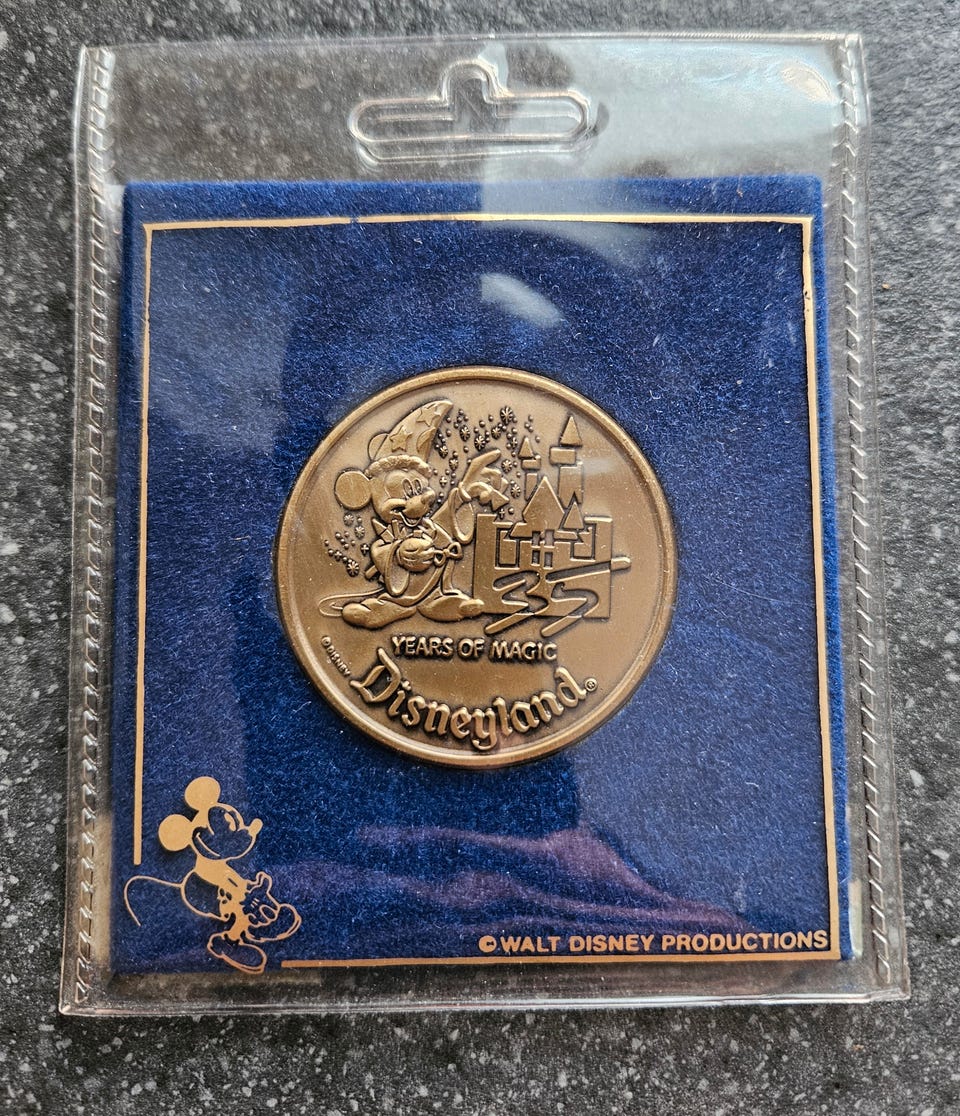 35
YEARS OF MAGIC
© DISNEY
Disneyland®
© WALT DISNEY PRODUCTIONS